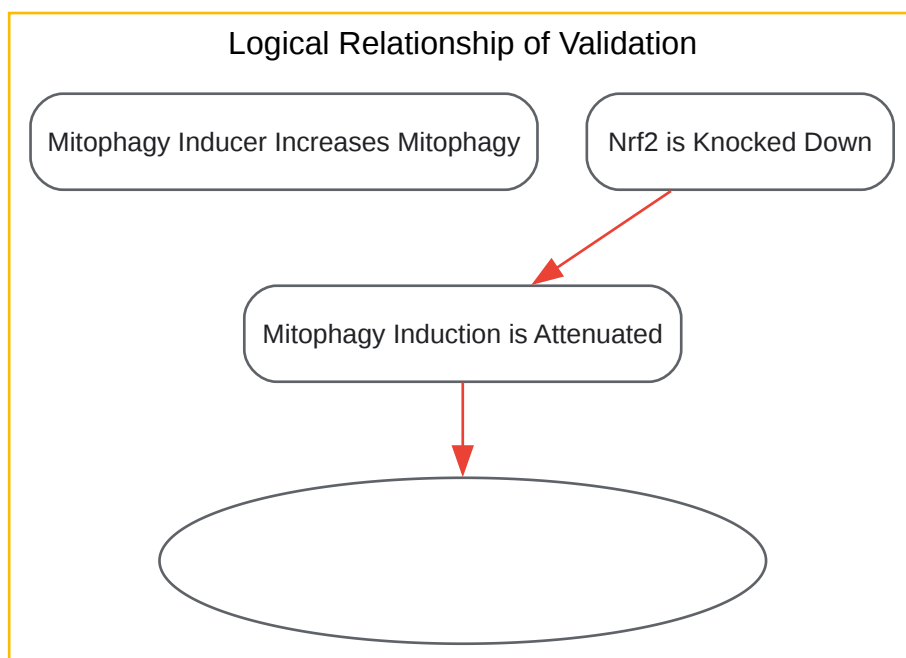 Logical Relationship of Validation
Mitophagy Inducer Increases Mitophagy
Nrf2 is Knocked Down
Mitophagy Induction is Attenuated